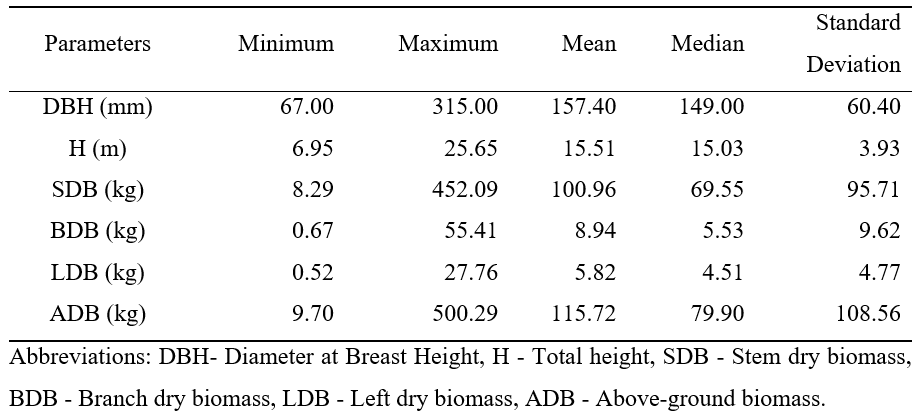 Parameters Minimum Maximum Mean Median Standard Deviation
DBH (mm) 67.00 315.00 157.40 149.00 60.40
H (m) 6.95 25.65 15.51 15.03 3.93
SDB (kg) 8.29 452.09 100.96 69.55 95.71
BDB (kg) 0.67 55.41 8.94 5.53 9.62
LDB (kg) 0.52 27.76 5.82 4.51 4.77
ADB (kg) 9.70 500.29 115.72 79.90 108.56
Abbreviations: DBH- Diameter at Breast Height, H - Total height, SDB - Stem dry biomass,
BDB - Branch dry biomass, LDB - Left dry biomass, ADB - Above-ground biomass.